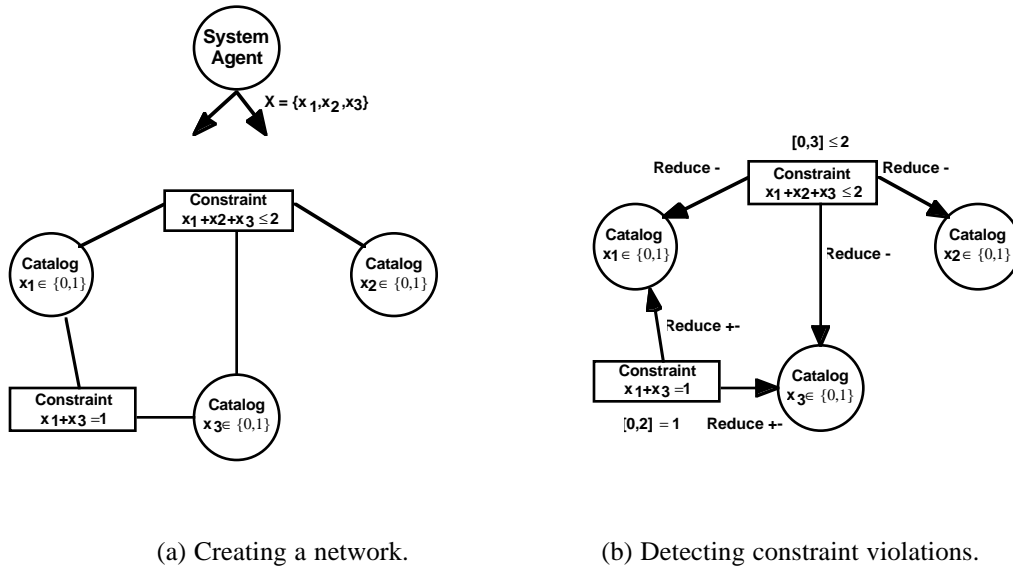 System
Agent
X = {x1,x2,x3}
Constraint
x1+x2+x3 ≤ 2
Catalog
x1 ∈ {0,1}
Catalog
x2 ∈ {0,1}
Constraint
x1+x3 = 1
Catalog
x3 ∈ {0,1}
(a) Creating a network.
[0,3] ≤ 2
Reduce -
Constraint
x1+x2+x3 ≤ 2
Reduce -
Catalog
x1 ∈ {0,1}
Reduce -
Catalog
x2 ∈ {0,1}
Reduce +-
Constraint
x1+x3 = 1
Catalog
x3 ∈ {0,1}
[0,2] = 1
Reduce +-
(b) Detecting constraint violations.